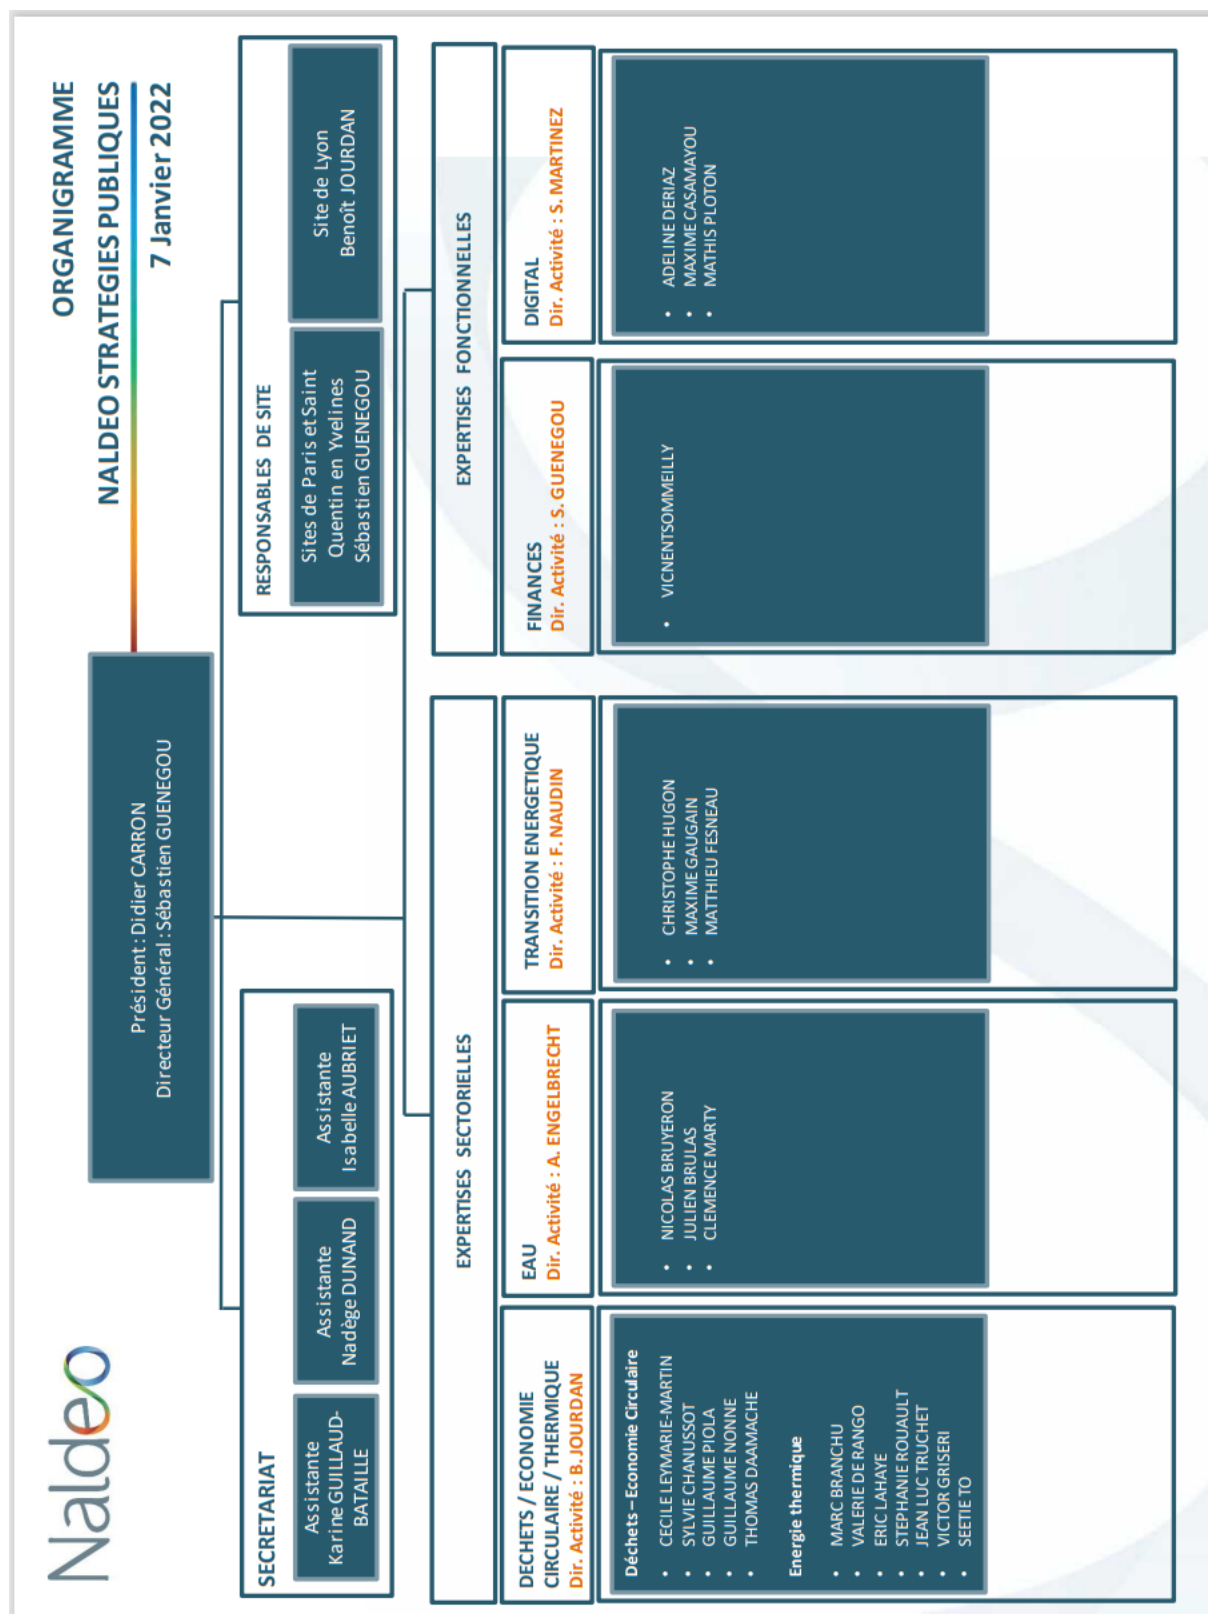 Naldeo
ORGANIGRAMME
NALDEO STRATEGIES PUBLIQUES
7 Janvier 2022
Président : Didier CARRON
Directeur Général : Sébastien GUENEGOU
SECRETARIAT
Assistante
Karine GUILLAUD-
BATAILLE
Assistante
Nadège DUNAND
Assistante
Isabelle AUBRIET
RESPONSABLES DE SITE
Sites de Paris et Saint
Quentin en Yvelines
Sébastien GUENEGOU
Site de Lyon
Benoît JOURDAN
EXPERTISES SECTORIELLES
EXPERTISES FONCTIONNELLES
DECHETS / ECONOMIE
CIRCULAIRE / THERMIQUE
Dir. Activité : B. JOURDAN
Déchets – Economie Circulaire
• CECILE LEYMARIE-MARTIN
• SYLVIE CHANUSSOT
• GUILLAUME PIOLA
• GUILLAUME NONNE
• THOMAS DAAMACHE
Energie thermique
• MARC BRANCHU
• VALERIE DE RANGO
• ERIC LAHAYE
• STEPHANIE ROUAULT
• JEAN LUC TRUCHET
• VICTOR GRISERI
• SEETIE TO
EAU
Dir. Activité : A. ENGELBRECHT
• NICOLAS BRUYERON
• JULIEN BRULAS
• CLEMENCE MARTY
TRANSITION ENERGETIQUE
Dir. Activité : F. NAUDIN
• CHRISTOPHE HUGON
• MAXIME GAUGAIN
• MATTHIEU FESNEAU
FINANCES
Dir. Activité : S. GUENEGOU
• VICNENTSOMMEILLY
DIGITAL
Dir. Activité : S. MARTINEZ
• ADELINE DERIAZ
• MAXIME CASAMAYOU
• MATHIS PLOTON